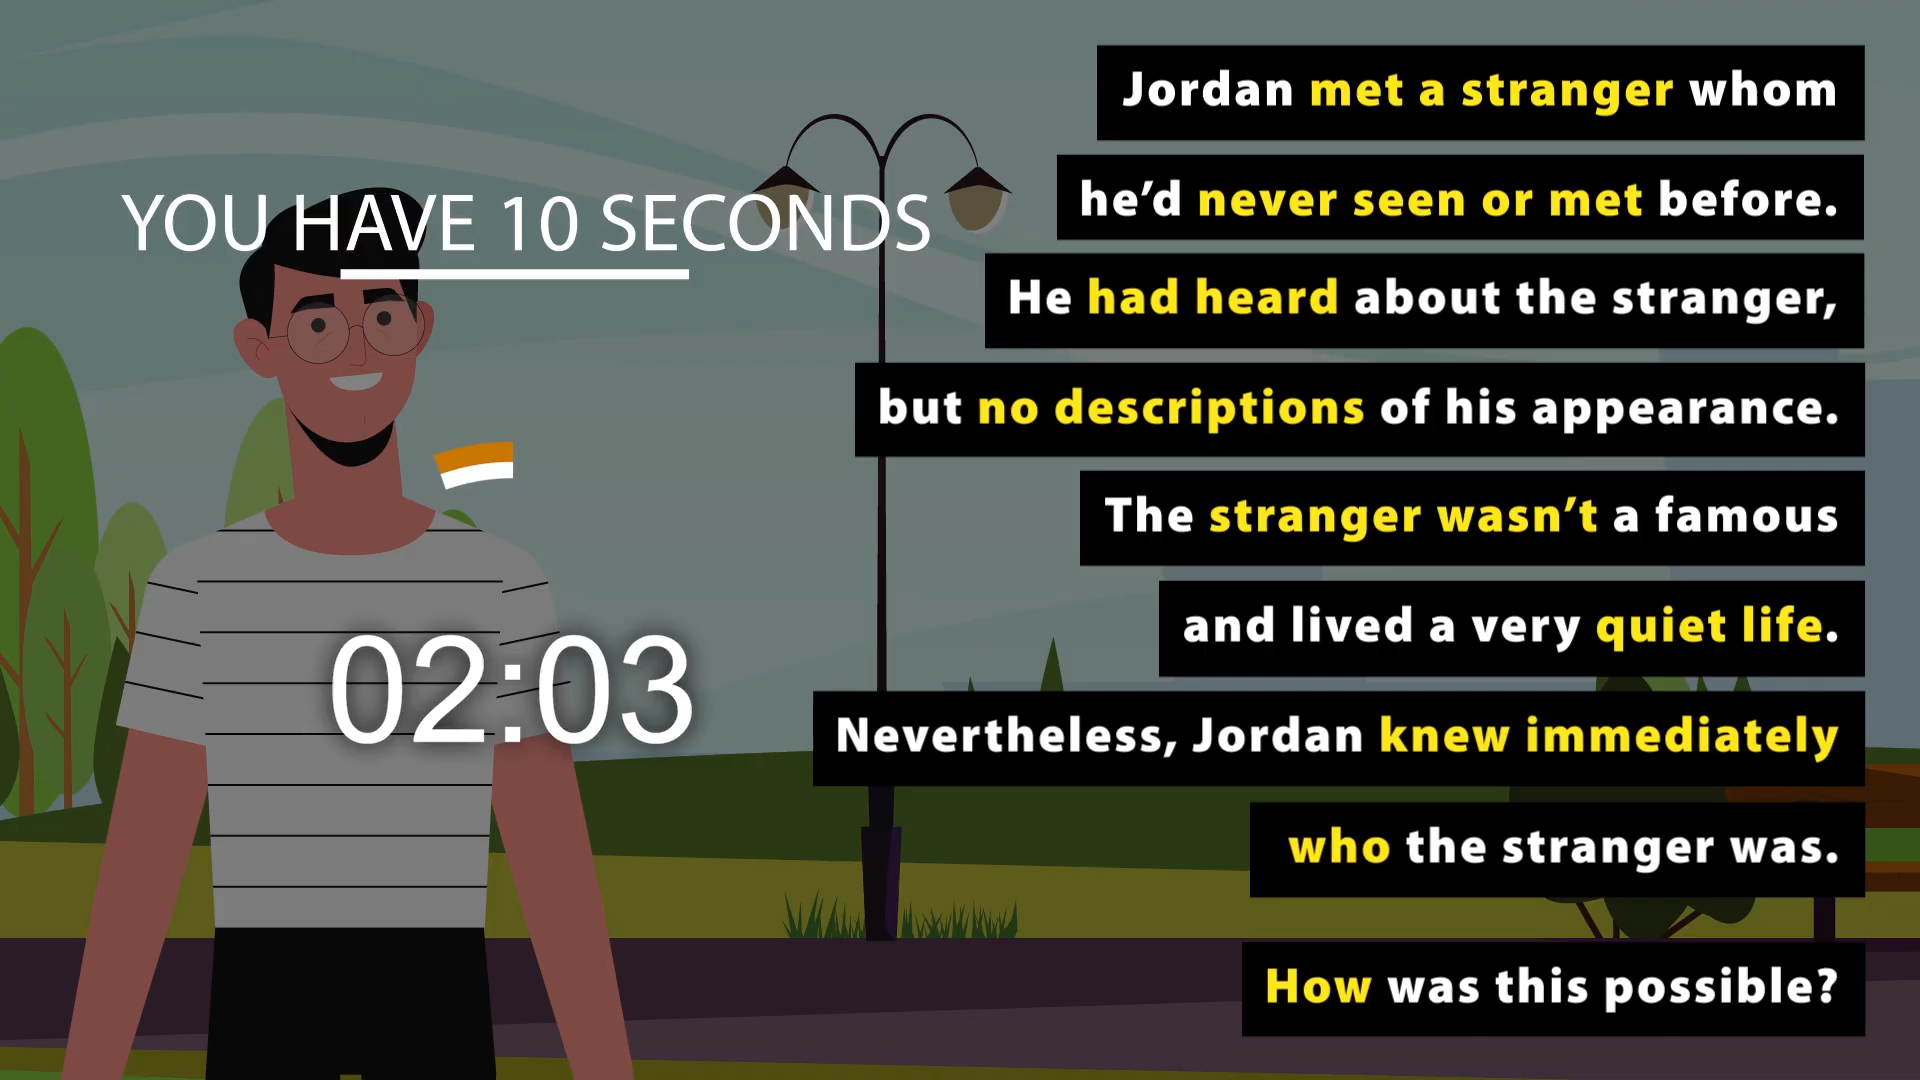 YOU HAVE 10 SECONDS
02:03
Jordan met a stranger whom
he’d never seen or met before.
He had heard about the stranger,
but no descriptions of his appearance.
The stranger wasn’t a famous
and lived a very quiet life.
Nevertheless, Jordan knew immediately
who the stranger was.
How was this possible?